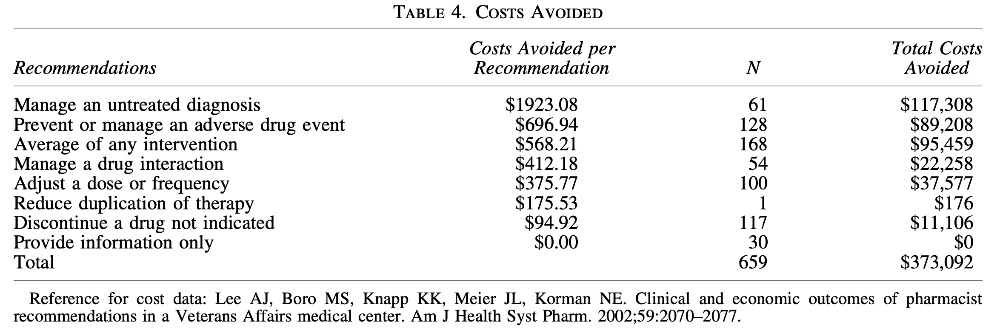 TABLE 4. COSTS AVOIDED
Costs Avoided per Total Costs
Recommendations Recommendation N Avoided
Manage an untreated diagnosis $1923.08 61 $117,308
Prevent or manage an adverse drug event $696.94 128 $89,208
Average of any intervention $568.21 168 $95,459
Manage a drug interaction $412.18 54 $22,258
Adjust a dose or frequency $375.77 100 $37,577
Reduce duplication of therapy $175.53 1 $176
Discontinue a drug not indicated $94.92 117 $11,106
Provide information only $0.00 30 $0
Total 659 $373,092
Reference for cost data: Lee AJ, Boro MS, Knapp KK, Meier JL, Korman NE. Clinical and economic outcomes of pharmacist
recommendations in a Veterans Affairs medical center. Am J Health Syst Pharm. 2002;59:2070–2077.